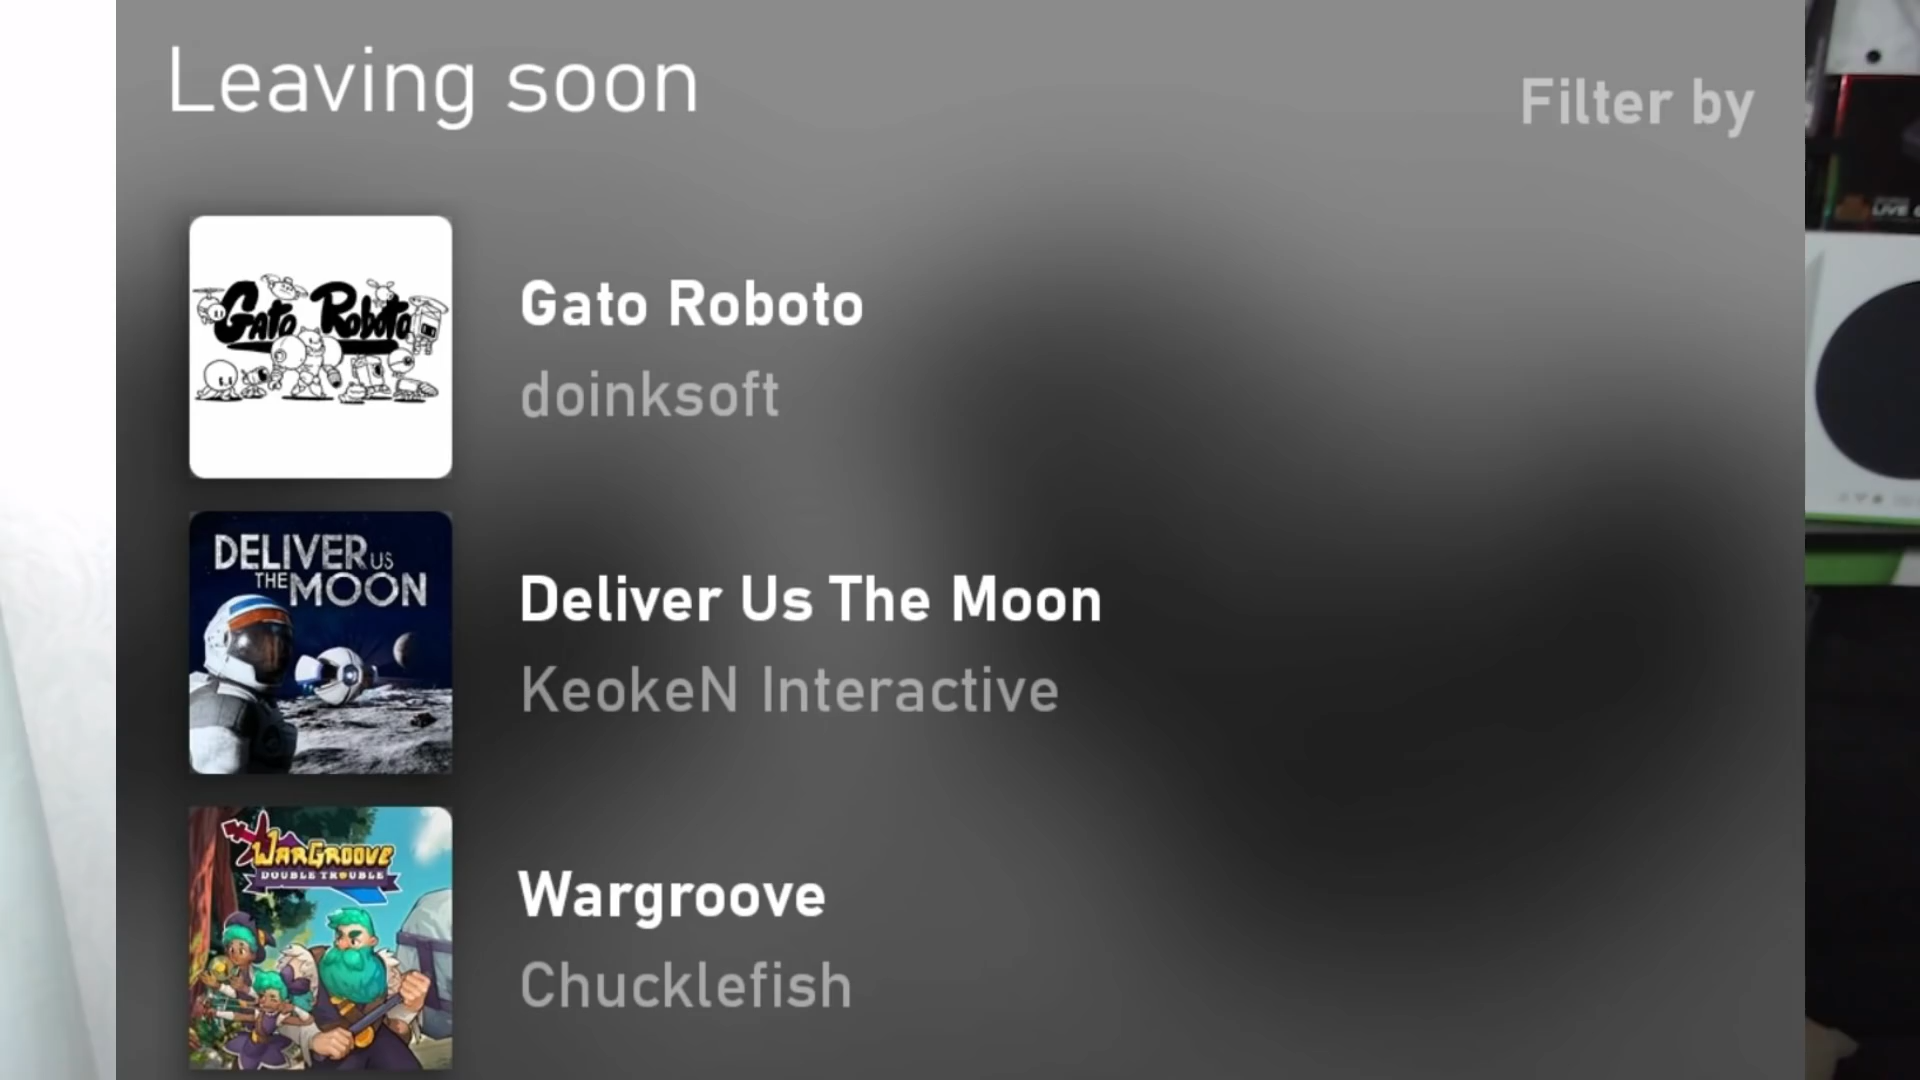 Leaving soon
Filter by
Gato Roboto
Gato Roboto
doinksoft
DELIVER US
THE MOON
Deliver Us The Moon
KeokeN Interactive
WARGROOVE
DOUBLE TROUBLE
Wargroove
Chucklefish
LIVE